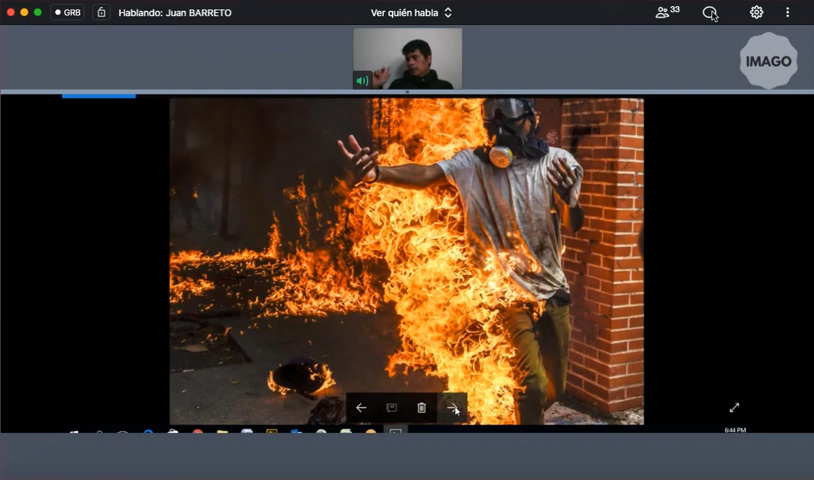 GRB
Hablando: Juan BARRETO
Ver quién habla
33
IMAGO
6:44 PM